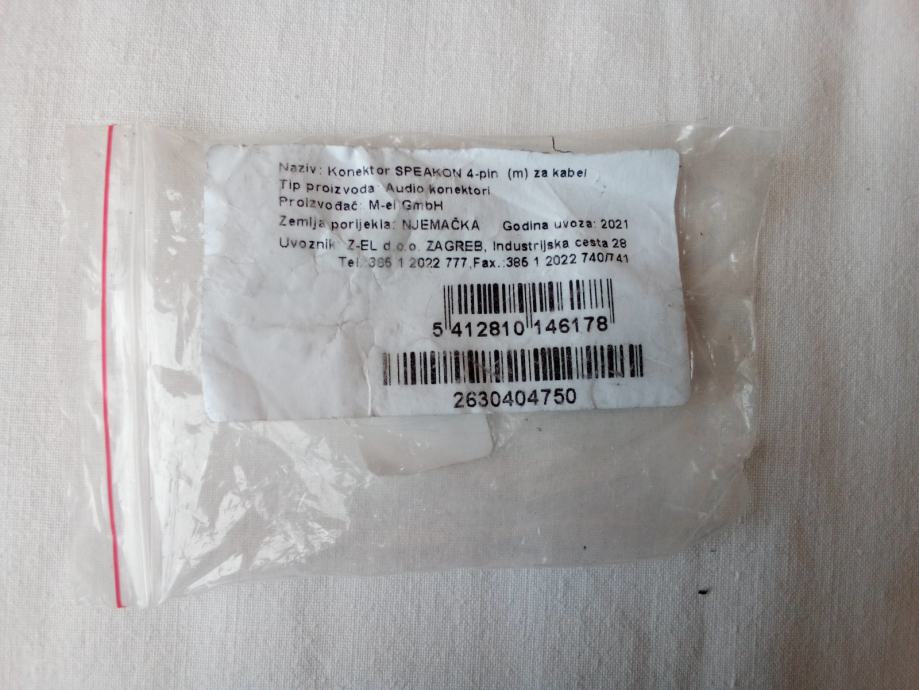 Naziv: Konektor SPEAKON 4-pin (m) za kabel
Tip proizvoda: Audio konektori
Proizvođač: M-el GmbH
Zemlja porijekla: NJEMAČKA Godina uvoza: 2021
Uvoznik: Z-EL d.o.o. ZAGREB, Industrijska cesta 28
Tel.:385 1 2022 777,Fax.:385 1 2022 740/741
5 412810 146178
2630404750